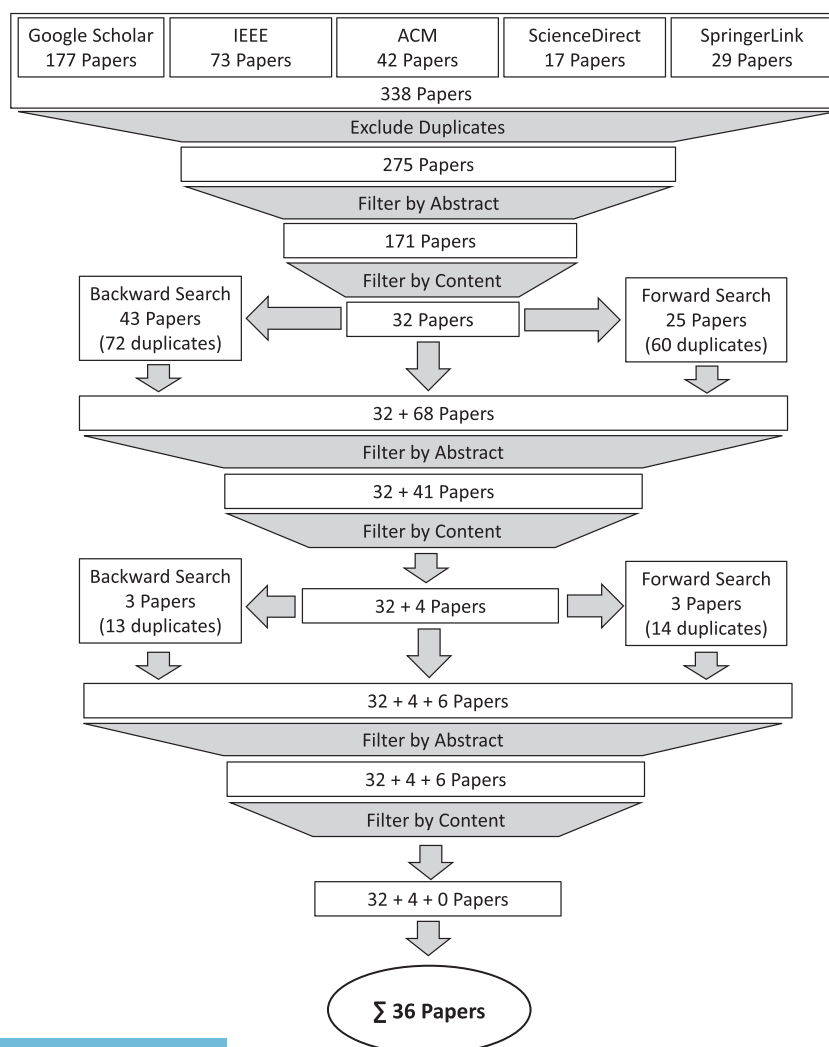 Google Scholar
177 Papers
IEEE
73 Papers
ACM
42 Papers
ScienceDirect
17 Papers
SpringerLink
29 Papers
338 Papers
Exclude Duplicates
275 Papers
Filter by Abstract
171 Papers
Filter by Content
Backward Search
43 Papers
(72 duplicates)
32 Papers
Forward Search
25 Papers
(60 duplicates)
32 + 68 Papers
Filter by Abstract
32 + 41 Papers
Filter by Content
Backward Search
3 Papers
(13 duplicates)
32 + 4 Papers
Forward Search
3 Papers
(14 duplicates)
32 + 4 + 6 Papers
Filter by Abstract
32 + 4 + 6 Papers
Filter by Content
32 + 4 + 0 Papers
∑ 36 Papers